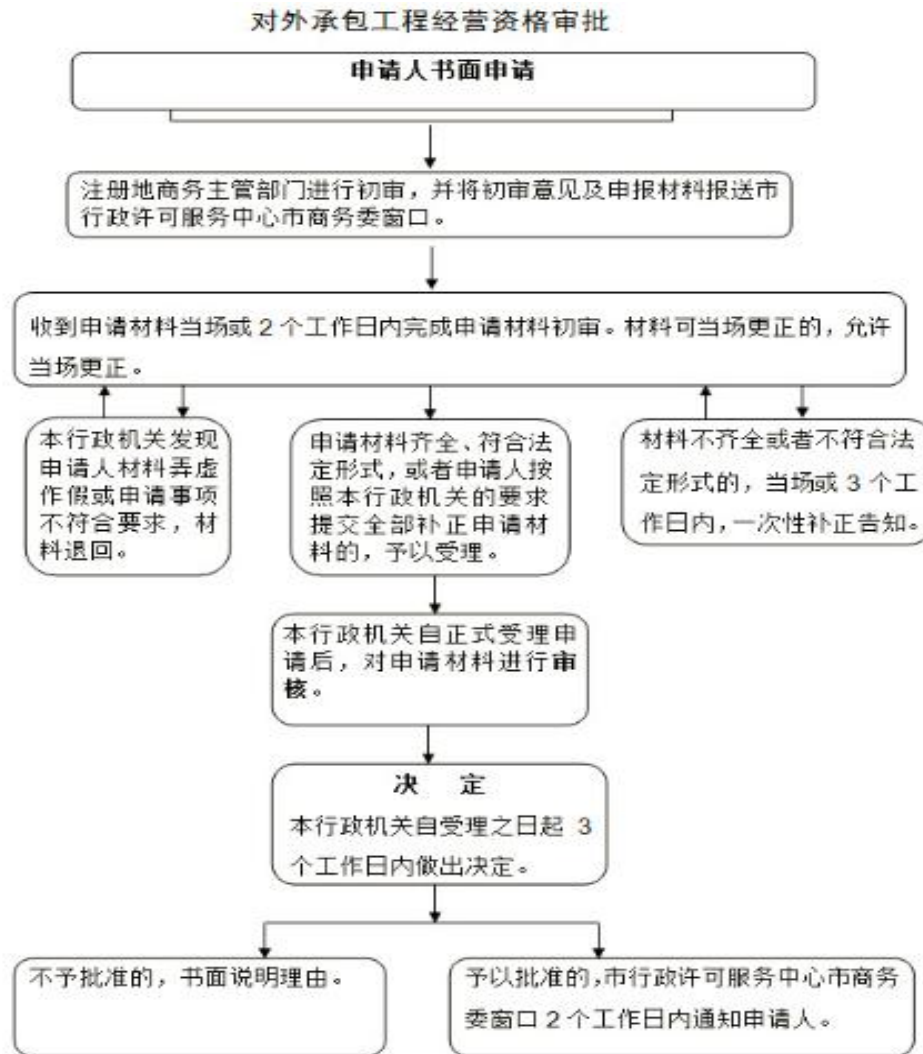 对外承包工程经营资格审批
申请人书面申请
注册地商务主管部门进行初审，并将初审意见及申报材料报送市
行政许可服务中心市商务委窗口。
收到申请材料当场或2个工作日内完成申请材料初审。材料可当场更正的，允许
当场更正。
本行政机关发现
申请人材料弄虚
作假或申请事项
不符合要求，材
料退回。
申请材料齐全、符合法
定形式，或者申请人按
照本行政机关的要求
提交全部补正申请材
料的，予以受理。
材料不齐全或者不符合法
定形式的，当场或3个工
作日内，一次性补正告知。
本行政机关自正式受理申
请后，对申请材料进行审
核。
决 定
本行政机关自受理之日起 3
个工作日内做出决定。
不予批准的，书面说明理由。
予以批准的，市行政许可服务中心市商务
委窗口2个工作日内通知申请人。